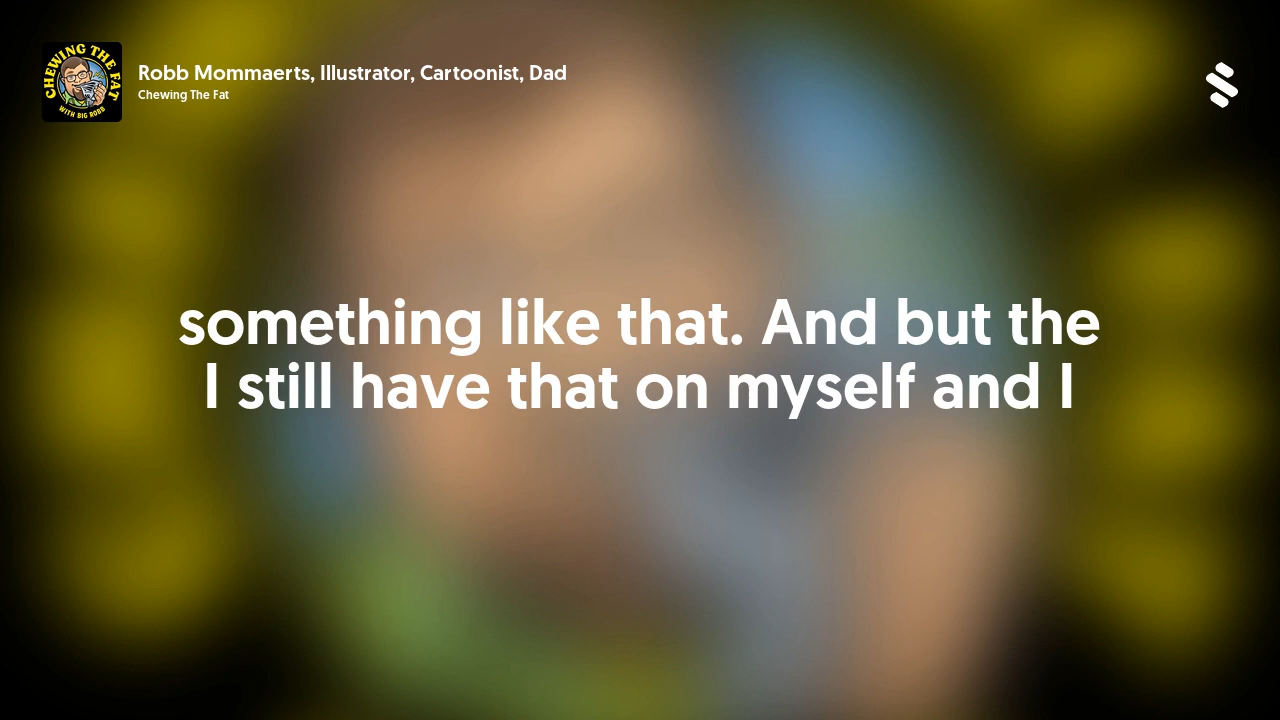 CHEWING THE FAT
WITH BIG ROBB
Robb Mommaerts, Illustrator, Cartoonist, Dad
Chewing The Fat
something like that. And but the
I still have that on myself and I